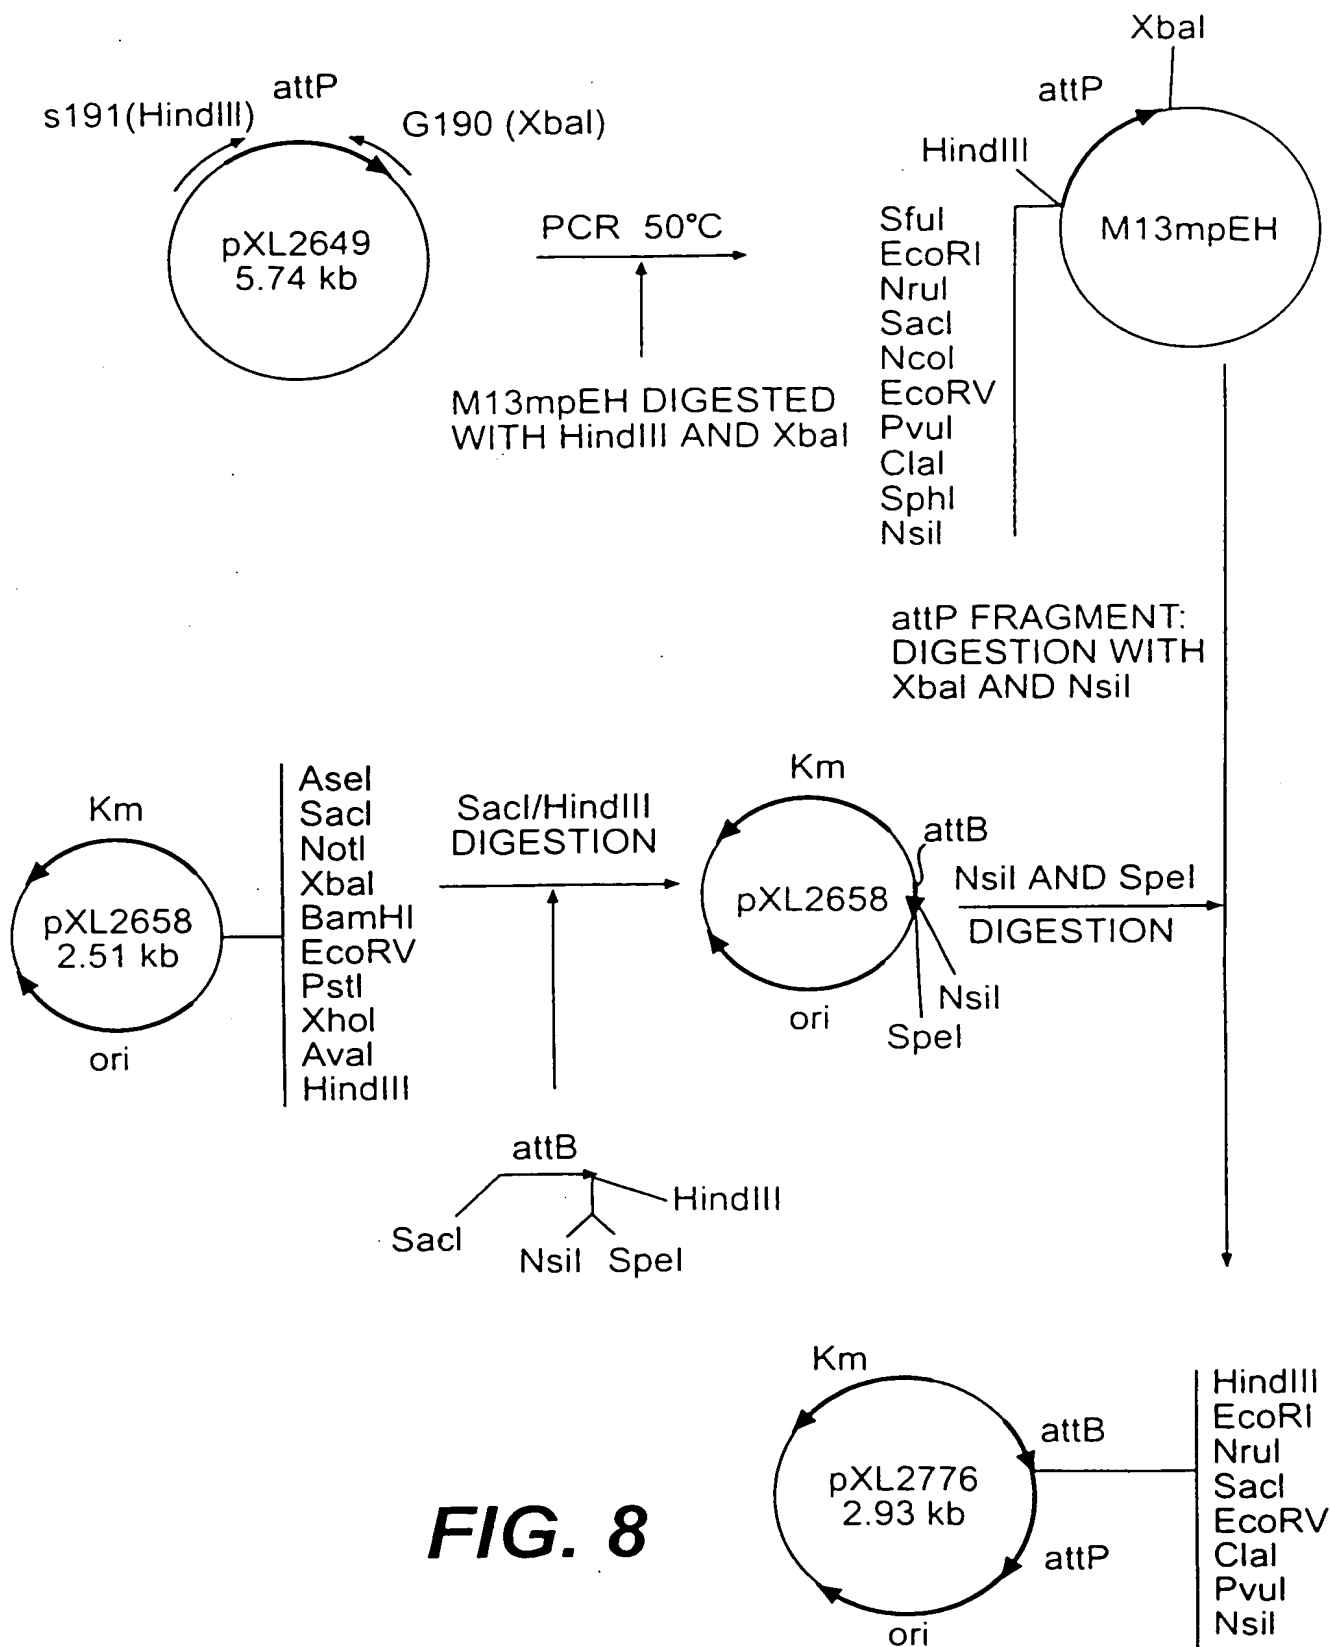 XbaI
attP
s191(HindIII)
G190 (XbaI)
pXL2649
5.74 kb
PCR 50°C
M13mpEH DIGESTED
WITH HindIII AND XbaI
attP
HindIII
M13mpEH
SfuI
EcoRI
NruI
SacI
NcoI
EcoRV
PvuI
ClaI
SphI
NsiI
attP FRAGMENT:
DIGESTION WITH
XbaI AND NsiI
Km
pXL2658
2.51 kb
ori
AseI
SacI
NotI
XbaI
BamHI
EcoRV
PstI
XhoI
AvaI
HindIII
SacI/HindIII
DIGESTION
attB
SacI
NsiI
SpeI
HindIII
Km
attB
pXL2658
NsiI
SpeI
ori
NsiI AND SpeI
DIGESTION
Km
attB
pXL2776
2.93 kb
attP
ori
HindIII
EcoRI
NruI
SacI
EcoRV
ClaI
PvuI
NsiI
FIG. 8